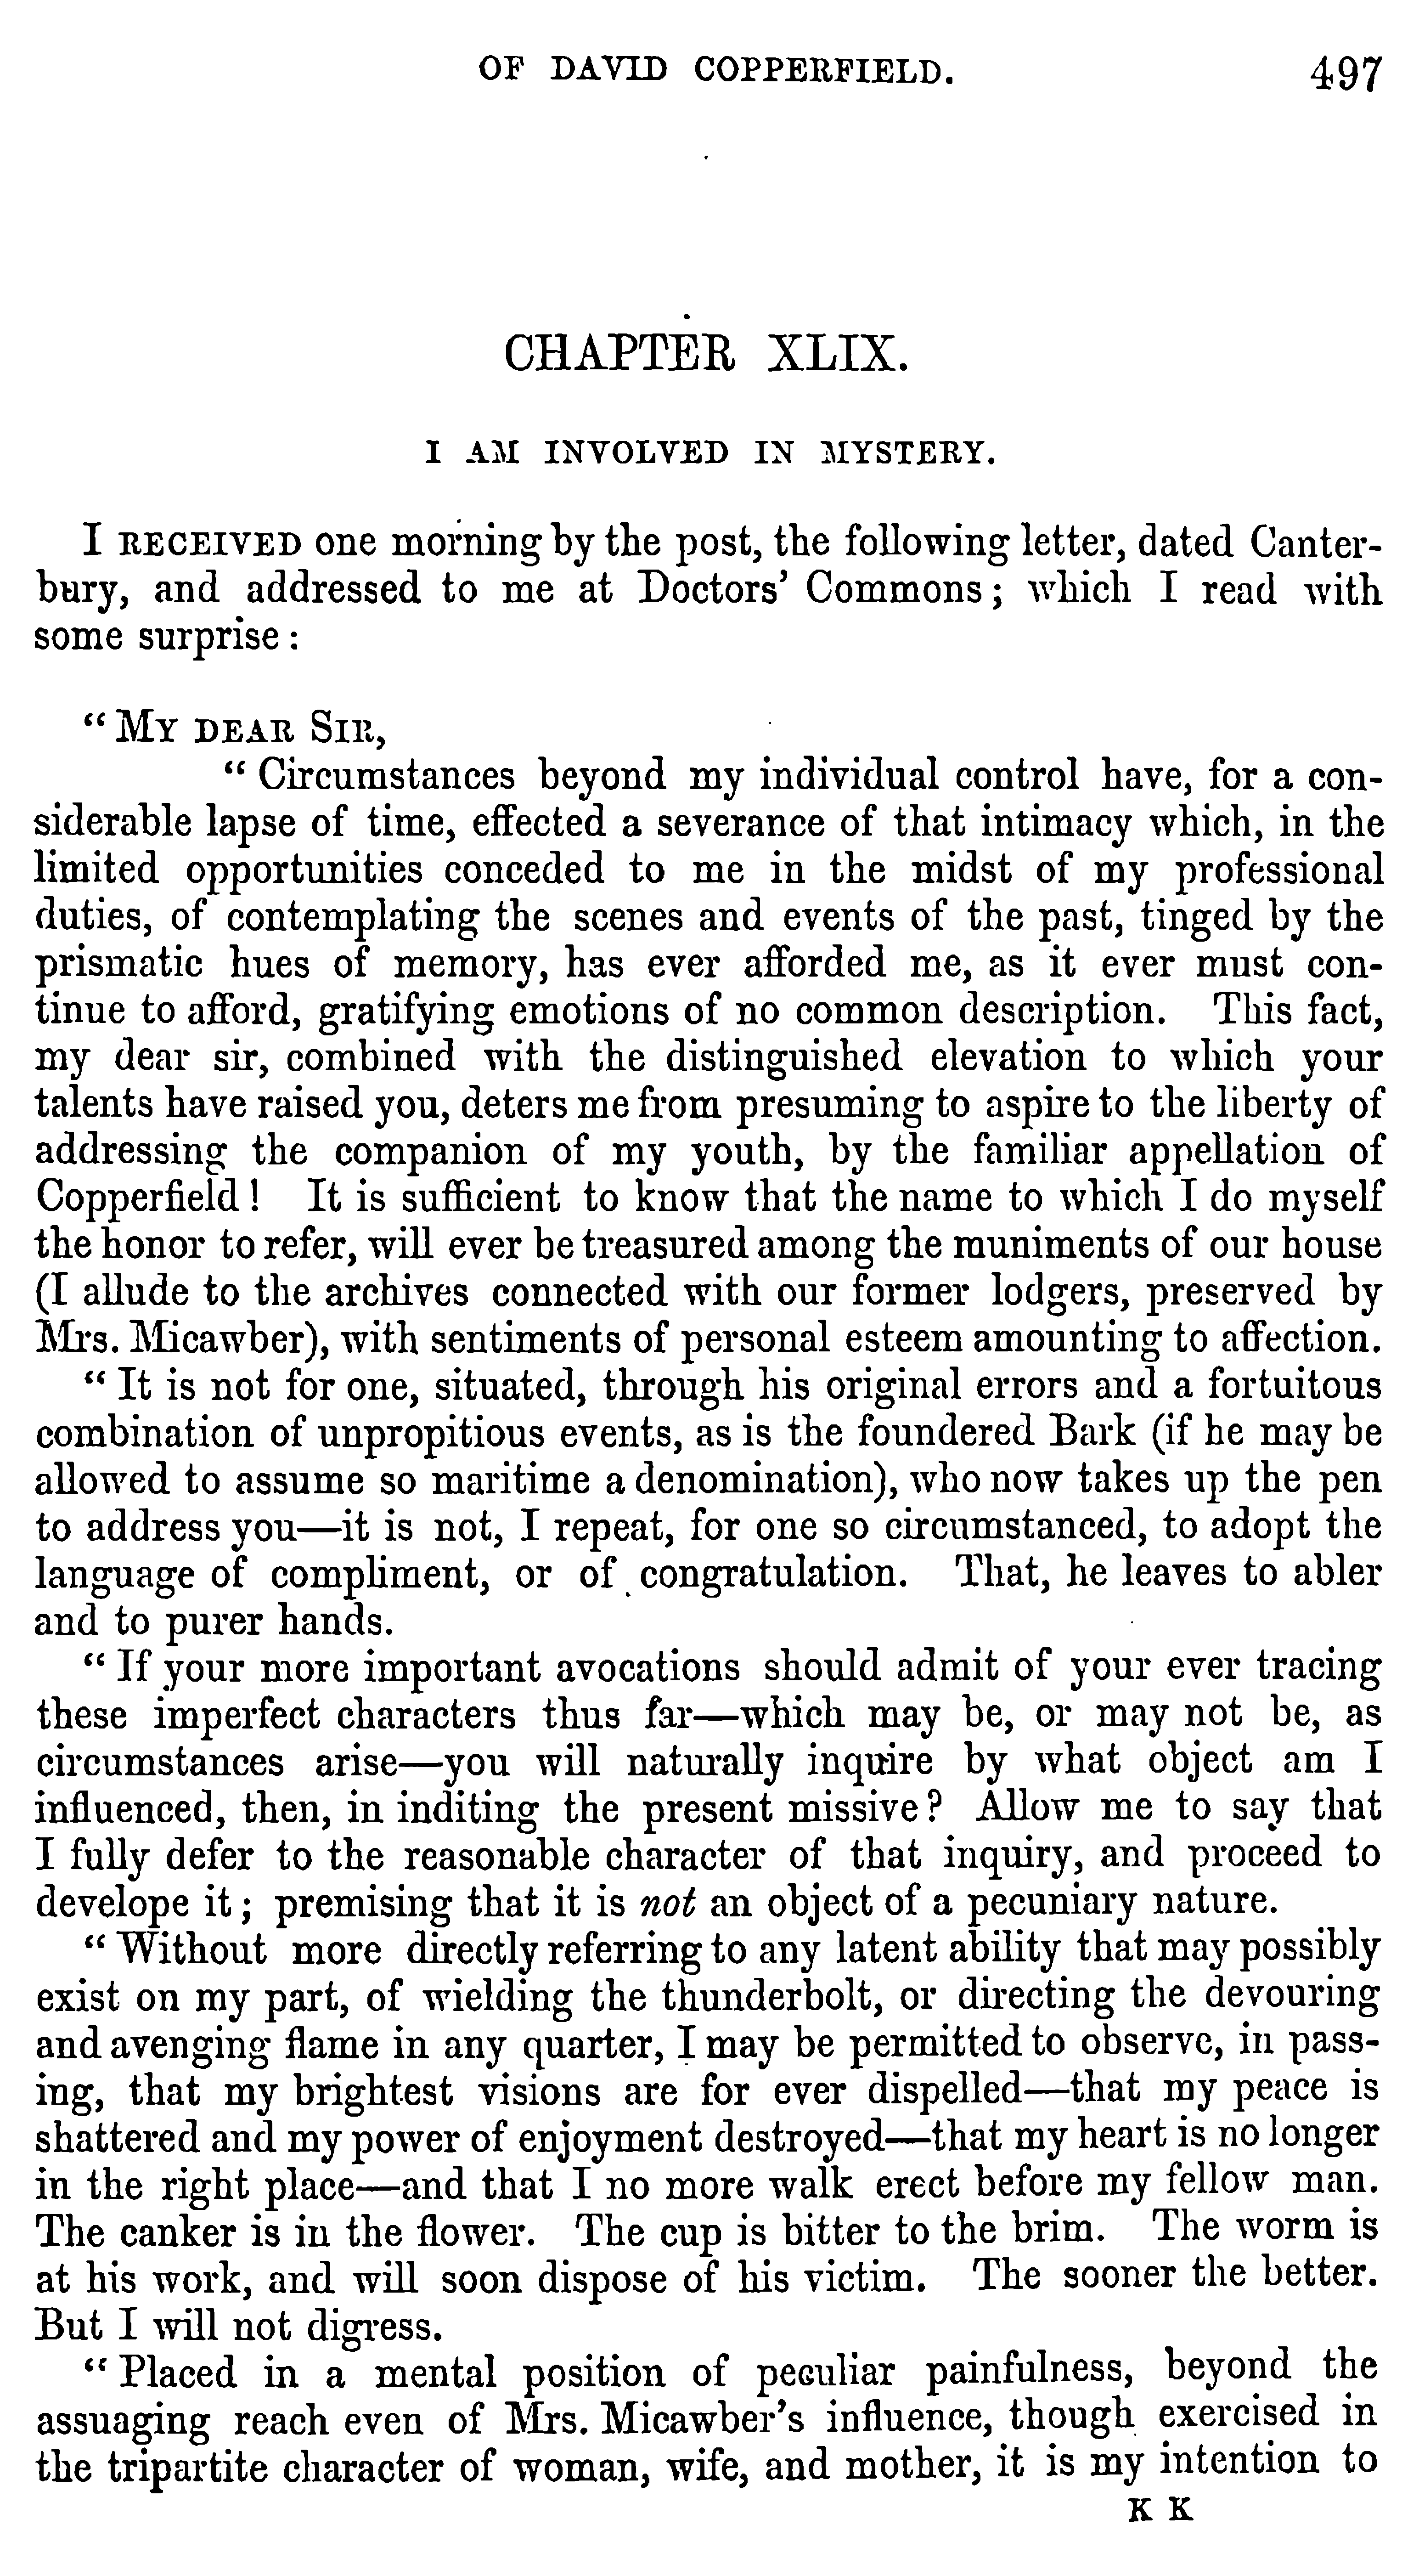 OF DAVID COPPERFIELD. 497
CHAPTER XLIX.
I AM INVOLVED IN MYSTERY.
I RECEIVED one morning by the post, the following letter, dated Canter-
bury, and addressed to me at Doctors' Commons; which I read with
some surprise:
"MY DEAR SIR,
"Circumstances beyond my individual control have, for a con-
siderable lapse of time, effected a severance of that intimacy which, in the
limited opportunities conceded to me in the midst of my professional
duties, of contemplating the scenes and events of the past, tinged by the
prismatic hues of memory, has ever afforded me, as it ever must con-
tinue to afford, gratifying emotions of no common description. This fact,
my dear sir, combined with the distinguished elevation to which your
talents have raised you, deters me from presuming to aspire to the liberty of
addressing the companion of my youth, by the familiar appellation of
Copperfield! It is sufficient to know that the name to which I do myself
the honor to refer, will ever be treasured among the muniments of our house
(I allude to the archives connected with our former lodgers, preserved by
Mrs. Micawber), with sentiments of personal esteem amounting to affection.
"It is not for one, situated, through his original errors and a fortuitous
combination of unpropitious events, as is the foundered Bark (if he may be
allowed to assume so maritime a denomination), who now takes up the pen
to address you—it is not, I repeat, for one so circumstanced, to adopt the
language of compliment, or of congratulation. That, he leaves to abler
and to purer hands.
"If your more important avocations should admit of your ever tracing
these imperfect characters thus far—which may be, or may not be, as
circumstances arise—you will naturally inquire by what object am I
influenced, then, in inditing the present missive? Allow me to say that
I fully defer to the reasonable character of that inquiry, and proceed to
develope it; premising that it is not an object of a pecuniary nature.
"Without more directly referring to any latent ability that may possibly
exist on my part, of wielding the thunderbolt, or directing the devouring
and avenging flame in any quarter, I may be permitted to observe, in pass-
ing, that my brightest visions are for ever dispelled—that my peace is
shattered and my power of enjoyment destroyed—that my heart is no longer
in the right place—and that I no more walk erect before my fellow man.
The canker is in the flower. The cup is bitter to the brim. The worm is
at his work, and will soon dispose of his victim. The sooner the better.
But I will not digress.
"Placed in a mental position of peculiar painfulness, beyond the
assuaging reach even of Mrs. Micawber's influence, though exercised in
the tripartite character of woman, wife, and mother, it is my intention to
K K